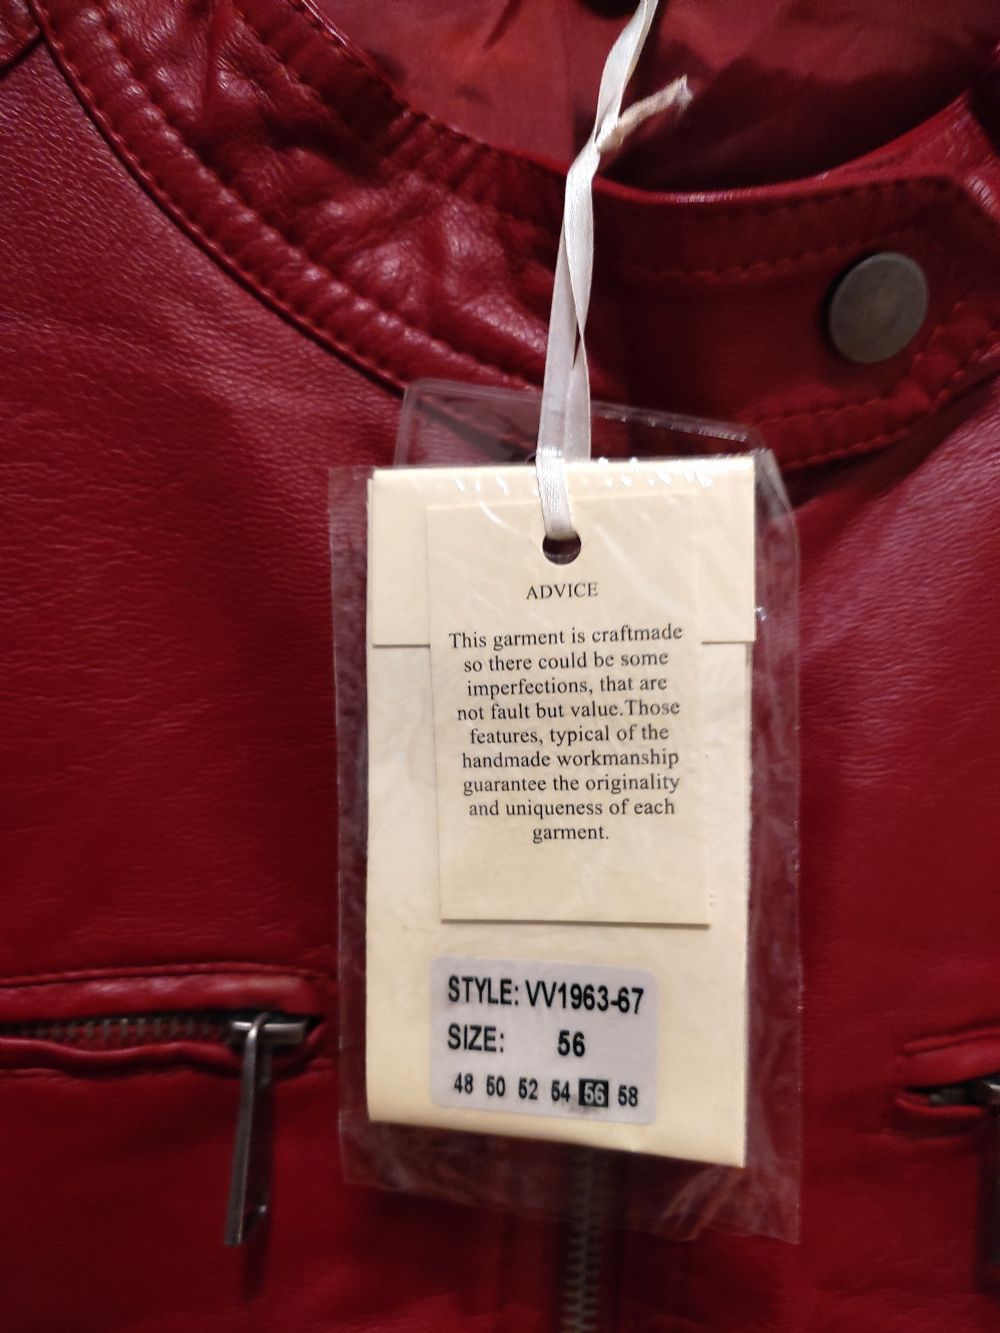 ADVICE
This garment is craftmade
so there could be some
imperfections, that are
not fault but value.Those
features, typical of the
handmade workmanship
guarantee the originality
and uniqueness of each
garment.
STYLE: VV1963-67
SIZE: 56
48 50 52 54 56 58